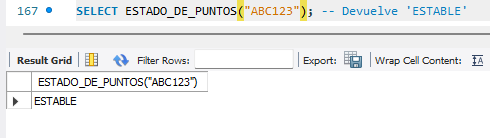 167 SELECT ESTADO_DE_PUNTOS("ABC123"); -- Devuelve 'ESTABLE'
Result Grid Filter Rows: Export: Wrap Cell Content:
ESTADO_DE_PUNTOS("ABC123")
ESTABLE